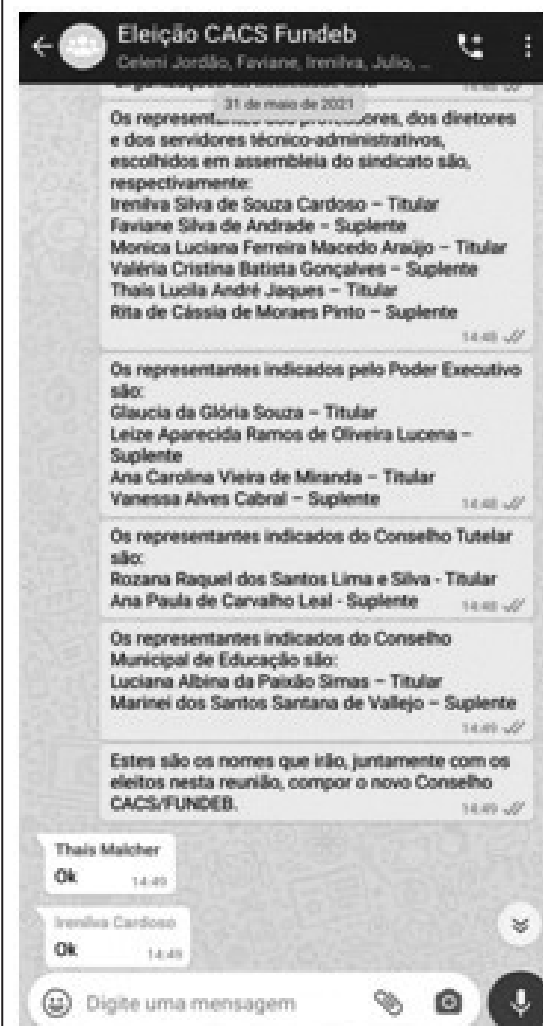 Eleição CACS Fundeb
Celeni Jordão, Faviane, Irenilva, Julio, ...
31 de maio de 2021
Os representantes dos professores, dos diretores
e dos servidores técnico-administrativos,
escolhidos em assembleia do sindicato são,
respectivamente:
Irenilva Silva de Souza Cardoso – Titular
Faviane Silva de Andrade – Suplente
Monica Luciana Ferreira Macedo Araújo – Titular
Valéria Cristina Batista Gonçalves – Suplente
Thais Lucila André Jaques – Titular
Rita de Cássia de Moraes Pinto – Suplente
14:48
Os representantes indicados pelo Poder Executivo
são:
Glaucia da Glória Souza – Titular
Leize Aparecida Ramos de Oliveira Lucena –
Suplente
Ana Carolina Vieira de Miranda – Titular
Vanessa Alves Cabral – Suplente
14:48
Os representantes indicados do Conselho Tutelar
são:
Rozana Raquel dos Santos Lima e Silva - Titular
Ana Paula de Carvalho Leal - Suplente
14:48
Os representantes indicados do Conselho
Municipal de Educação são:
Luciana Albina da Paixão Simas – Titular
Marinei dos Santos Santana de Vallejo – Suplente
14:49
Estes são os nomes que irão, juntamente com os
eleitos nesta reunião, compor o novo Conselho
CACS/FUNDEB.
14:49
Thais Malcher
Ok
14:49
Irenilva Cardoso
Ok
14:49
Digite uma mensagem